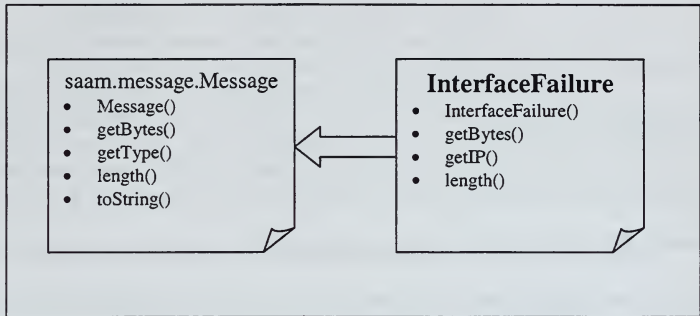 saam.message.Message
• Message()
• getBytes()
• getType()
• length()
• toString()
InterfaceFailure
• InterfaceFailure()
• getBytes()
• getIP()
• length()